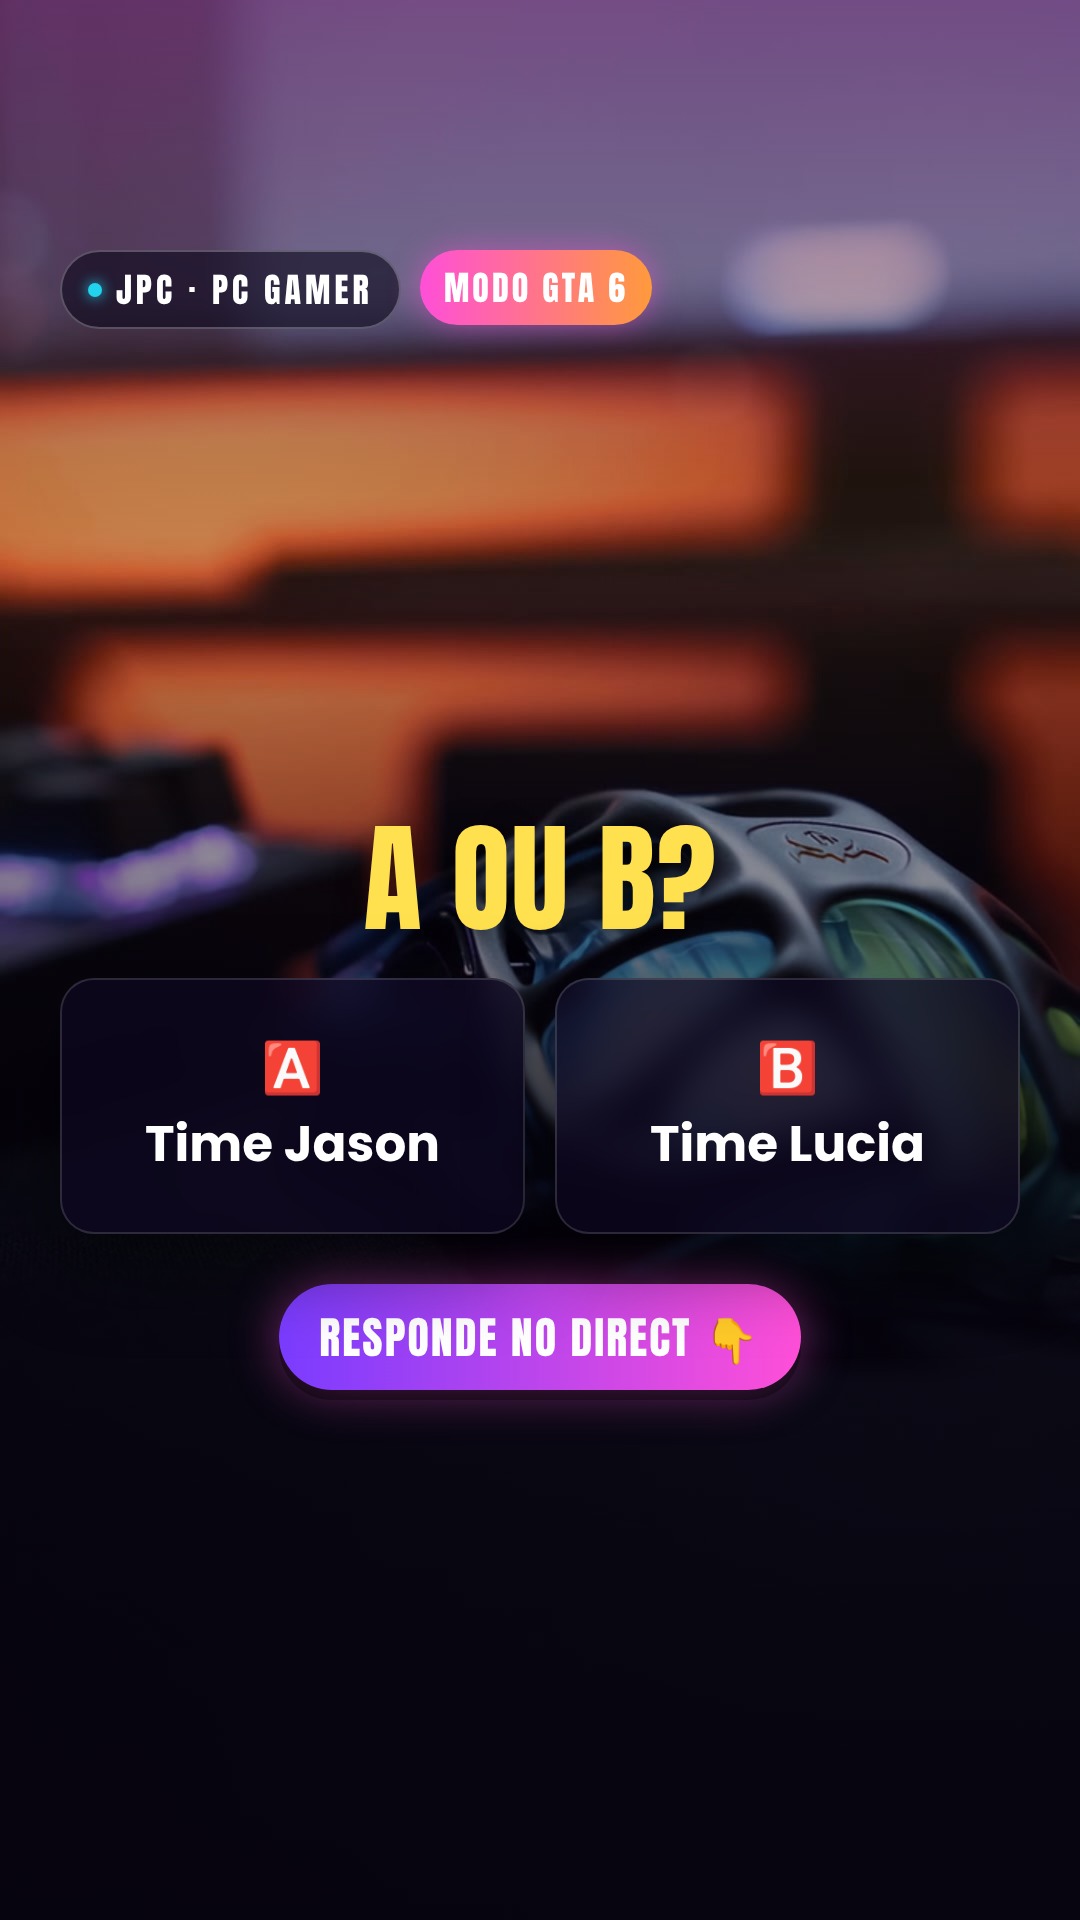 JPC · PC GAMER
MODO GTA 6
A OU B?
🅰️
Time Jason
🅱️
Time Lucia
RESPONDE NO DIRECT 👇